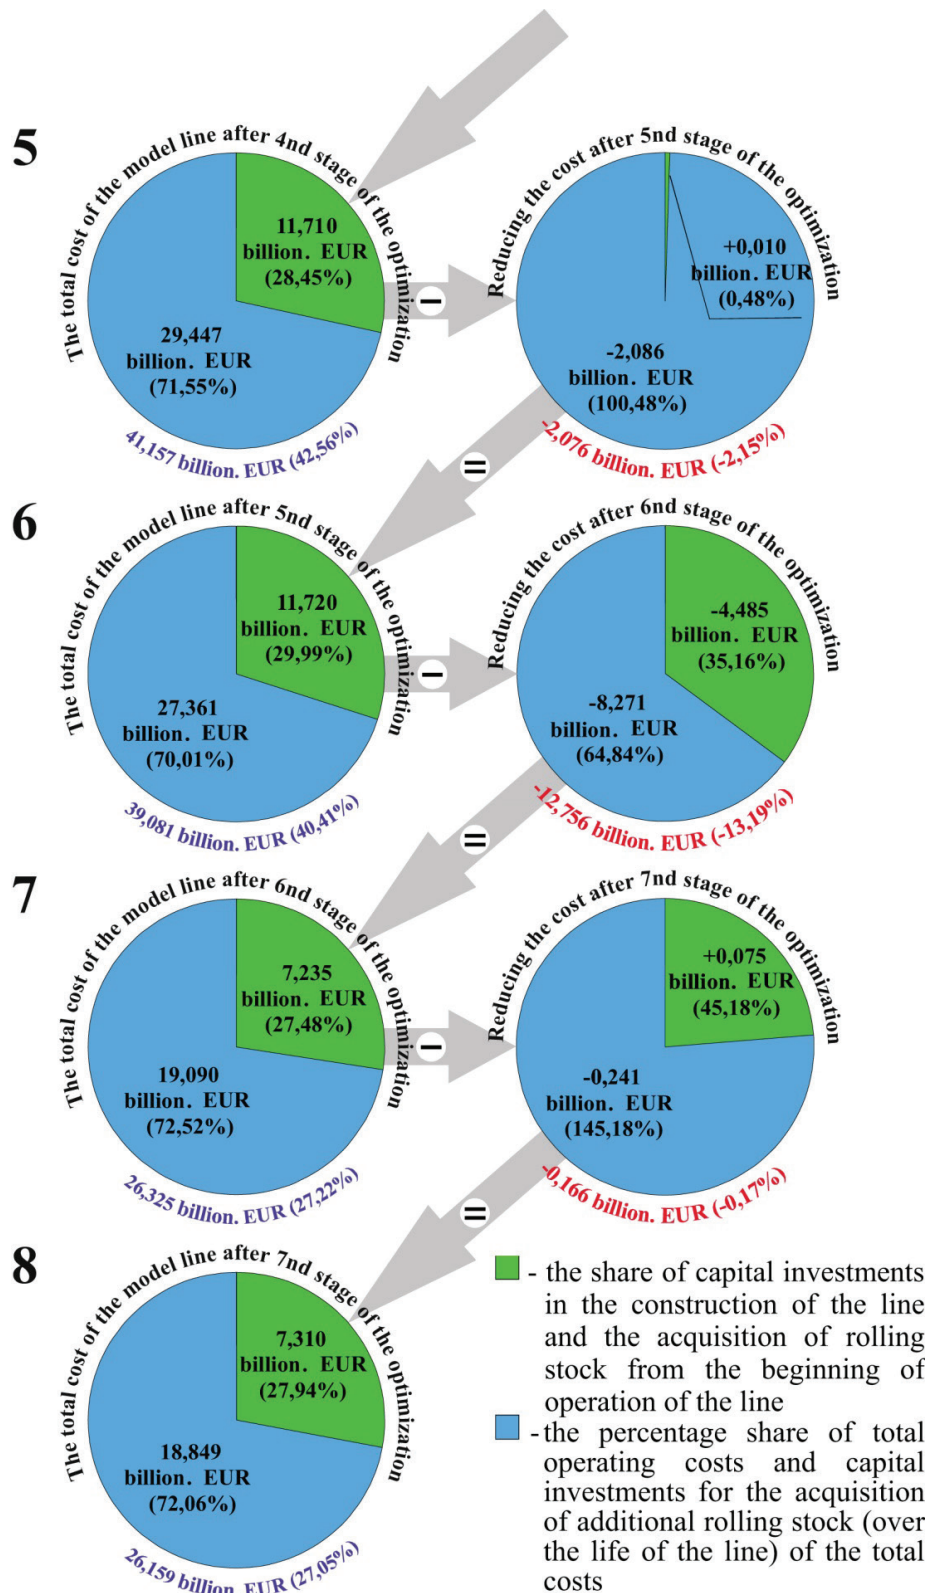 5
The total cost of the model line after 4nd stage of the optimization
11,710
billion. EUR
(28,45%)
29,447
billion. EUR
(71,55%)
41,157 billion. EUR (42,56%)
Reducing the cost after 5nd stage of the optimization
+0,010
billion. EUR
(0,48%)
-2,086
billion. EUR
(100,48%)
-2,076 billion. EUR (-2,15%)
6
The total cost of the model line after 5nd stage of the optimization
11,720
billion. EUR
(29,99%)
27,361
billion. EUR
(70,01%)
39,081 billion. EUR (40,41%)
Reducing the cost after 6nd stage of the optimization
-4,485
billion. EUR
(35,16%)
-8,271
billion. EUR
(64,84%)
-12,756 billion. EUR (-13,19%)
7
The total cost of the model line after 6nd stage of the optimization
7,235
billion. EUR
(27,48%)
19,090
billion. EUR
(72,52%)
26,325 billion. EUR (27,22%)
Reducing the cost after 7nd stage of the optimization
+0,075
billion. EUR
(45,18%)
-0,241
billion. EUR
(145,18%)
-0,166 billion. EUR (-0,17%)
8
The total cost of the model line after 7nd stage of the optimization
7,310
billion. EUR
(27,94%)
18,849
billion. EUR
(72,06%)
26,159 billion. EUR (27,05%)
- the share of capital investments
in the construction of the line
and the acquisition of rolling
stock from the beginning of
operation of the line
- the percentage share of total
operating costs and capital
investments for the acquisition
of additional rolling stock (over
the life of the line) of the total
costs